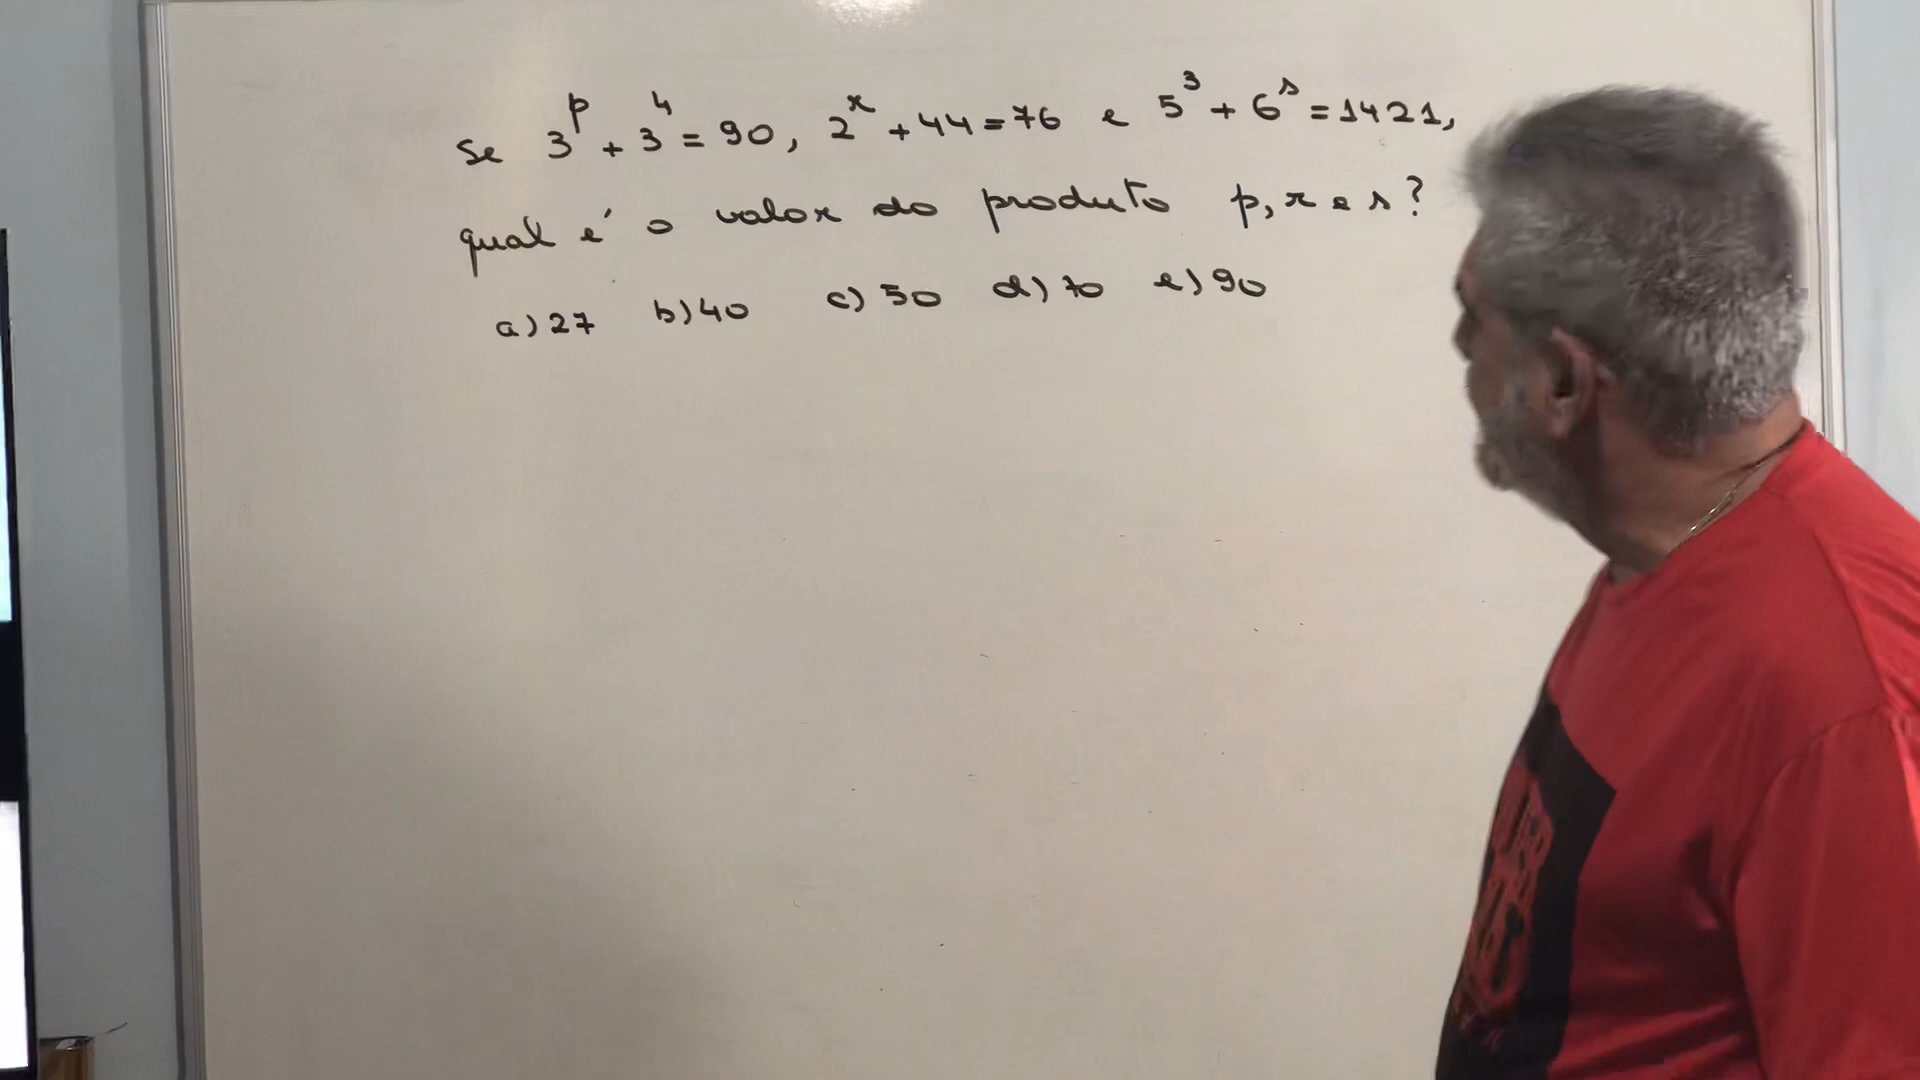 Se 3^p + 3^4 = 90, 2^r + 44 = 76 e 5^3 + 6^s = 1421,
qual é o valor do produto p, r e s?
a) 27 b) 40 c) 50 d) 70 e) 90